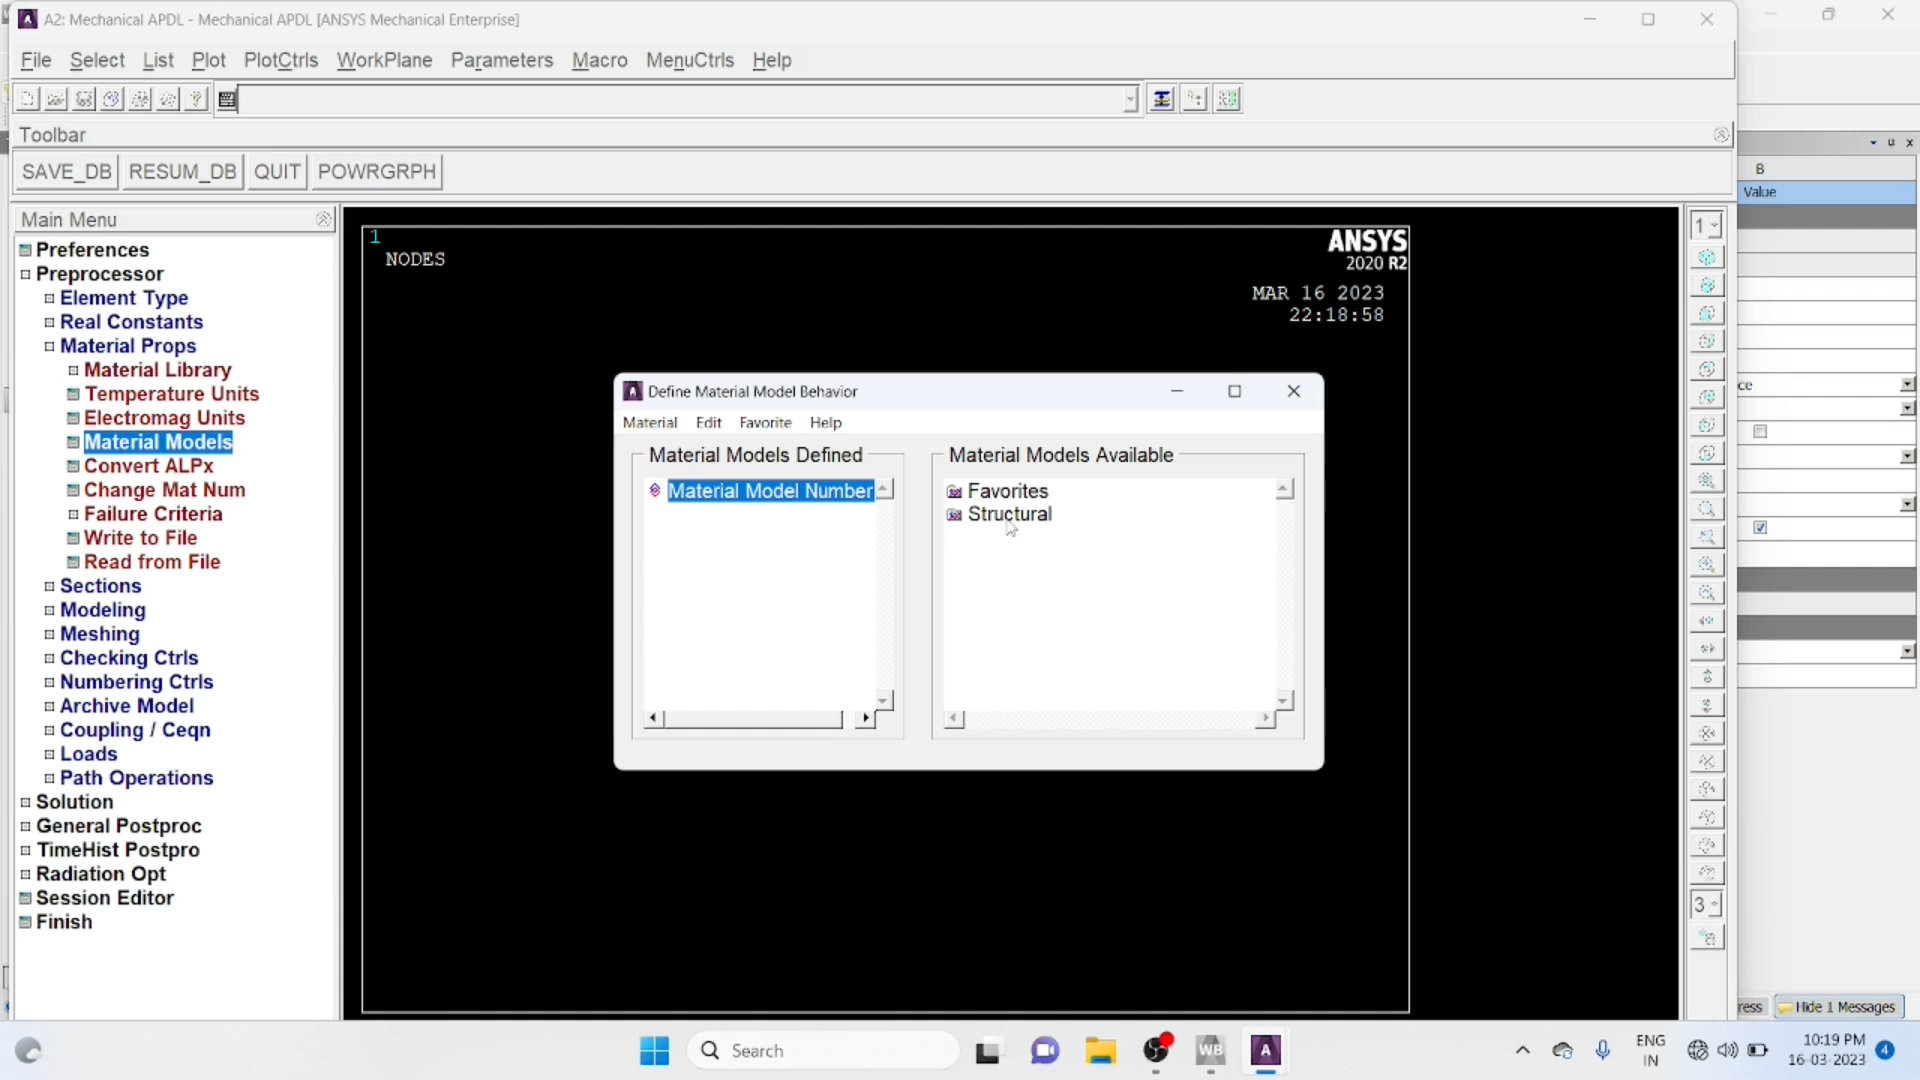 A2: Mechanical APDL - Mechanical APDL [ANSYS Mechanical Enterprise]
File Select List Plot PlotCtrls WorkPlane Parameters Macro MenuCtrls Help
Toolbar
SAVE_DB RESUM_DB QUIT POWRGRPH
Main Menu
Preferences
Preprocessor
Element Type
Real Constants
Material Props
Material Library
Temperature Units
Electromag Units
Material Models
Convert ALPx
Change Mat Num
Failure Criteria
Write to File
Read from File
Sections
Modeling
Meshing
Checking Ctrls
Numbering Ctrls
Archive Model
Coupling / Ceqn
Loads
Path Operations
Solution
General Postproc
TimeHist Postpro
Radiation Opt
Session Editor
Finish
1
NODES
ANSYS
2020 R2
MAR 16 2023
22:18:58
Define Material Model Behavior
Material Edit Favorite Help
Material Models Defined
Material Model Number
Material Models Available
Favorites
Structural
1
3
B
Value
ce
ress
Hide 1 Messages
Search
WB
A
ENG
IN
10:19 PM
16-03-2023
4